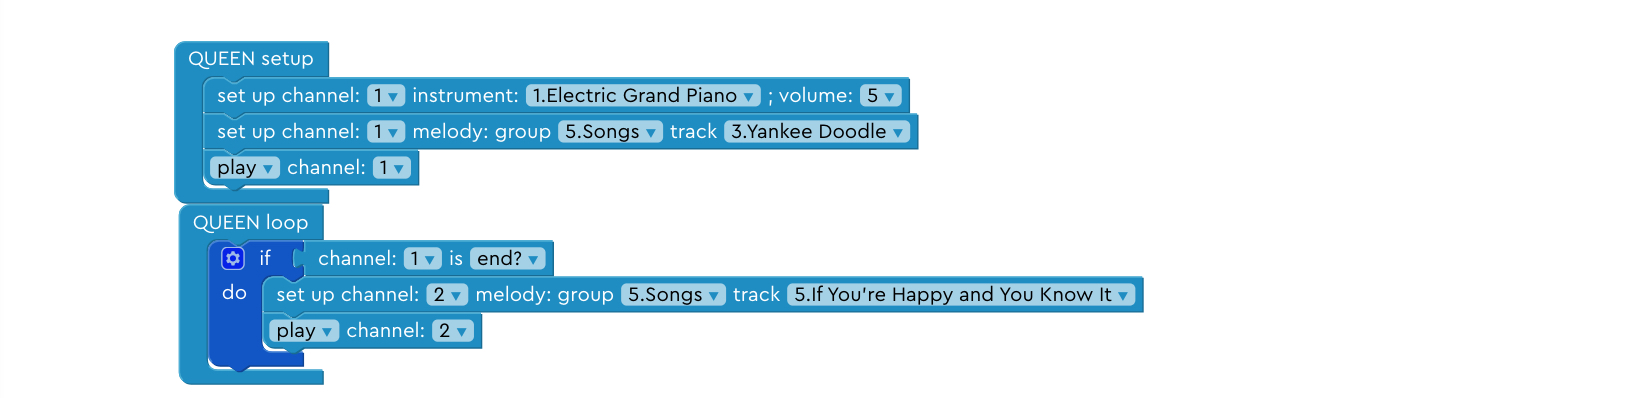 QUEEN setup
set up channel: 1 instrument: 1.Electric Grand Piano ; volume: 5
set up channel: 1 melody: group 5.Songs track 3.Yankee Doodle
play channel: 1
QUEEN loop
if channel: 1 is end?
do set up channel: 2 melody: group 5.Songs track 5.If You're Happy and You Know It
play channel: 2